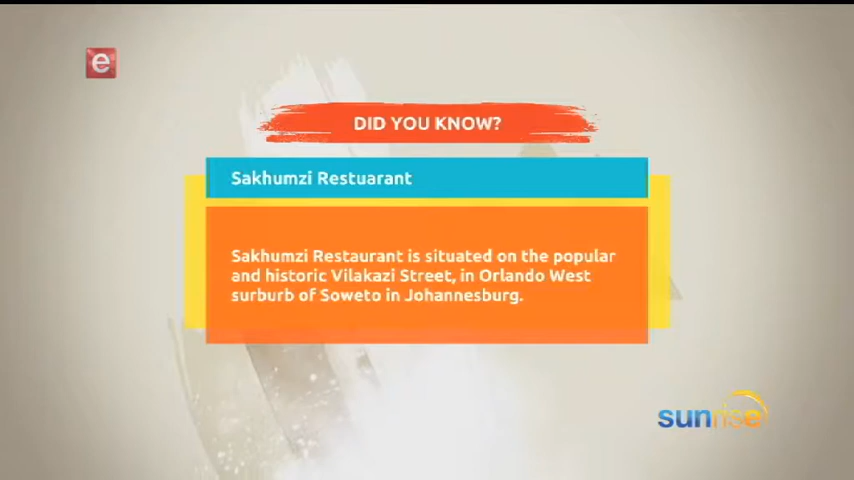 e
DID YOU KNOW?
Sakhumzi Restuarant
Sakhumzi Restaurant is situated on the popular
and historic Vilakazi Street, in Orlando West
surburb of Soweto in Johannesburg.
sunrise